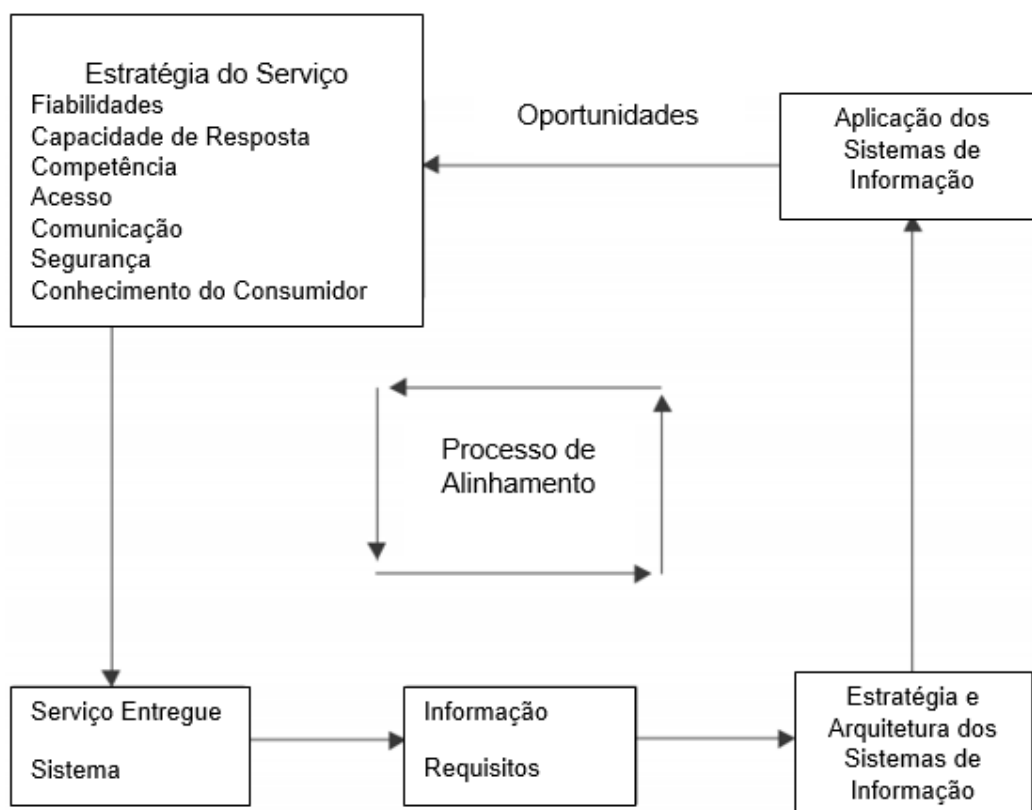 Estratégia do Serviço
Fiabilidades
Capacidade de Resposta
Competência
Acesso
Comunicação
Segurança
Conhecimento do Consumidor
Oportunidades
Aplicação dos
Sistemas de
Informação
Processo de
Alinhamento
Serviço Entregue
Sistema
Informação
Requisitos
Estratégia e
Arquitetura dos
Sistemas de
Informação